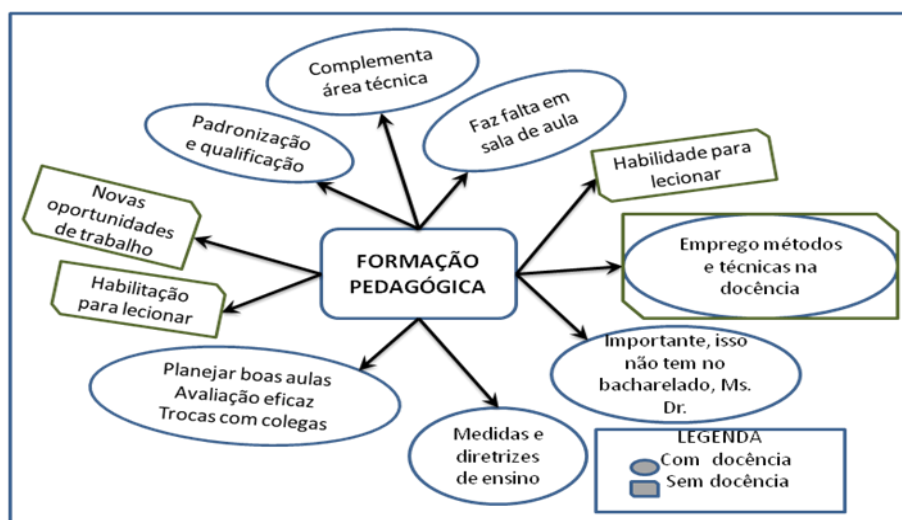 Complementa
área técnica
Faz falta em
sala de aula
Padronização
e qualificação
Habilidade para
lecionar
Novas
oportunidades
de trabalho
FORMAÇÃO
PEDAGÓGICA
Emprego métodos
e técnicas na
docência
Habilitação
para lecionar
Importante, isso
não tem no
bacharelado, Ms.
Dr.
Planejar boas aulas
Avaliação eficaz
Trocas com colegas
Medidas e
diretrizes
de ensino
LEGENDA
Com docência
Sem docência